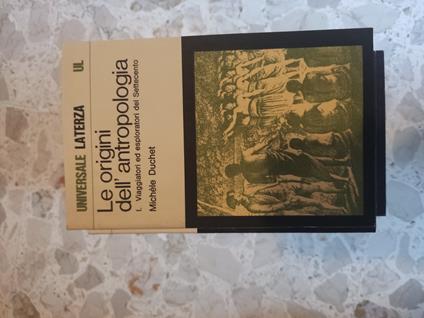 UNIVERSALE LATERZA UL
Le origini
dell'antropologia
I. Viaggiatori ed esploratori del Settecento
Michèle Duchet